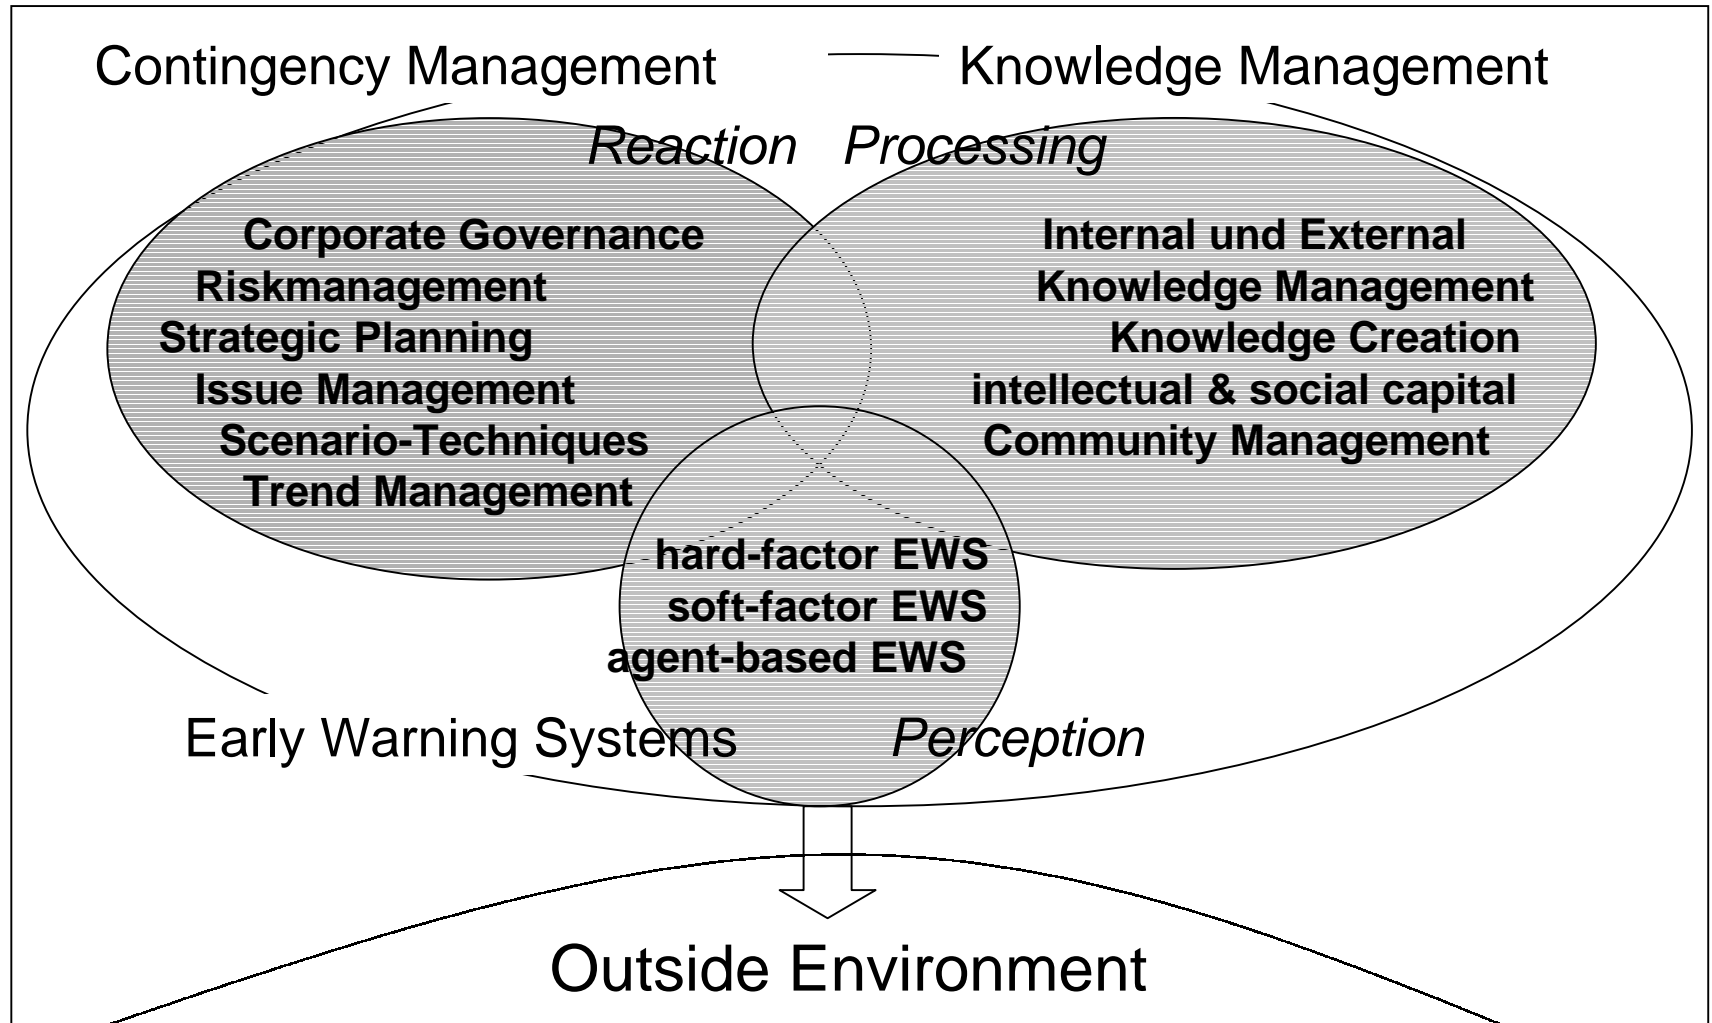 Contingency Management
Knowledge Management
Reaction
Processing
Corporate Governance
Riskmanagement
Strategic Planning
Issue Management
Scenario-Techniques
Trend Management
Internal und External
Knowledge Management
Knowledge Creation
intellectual & social capital
Community Management
hard-factor EWS
soft-factor EWS
agent-based EWS
Early Warning Systems
Perception
Outside Environment